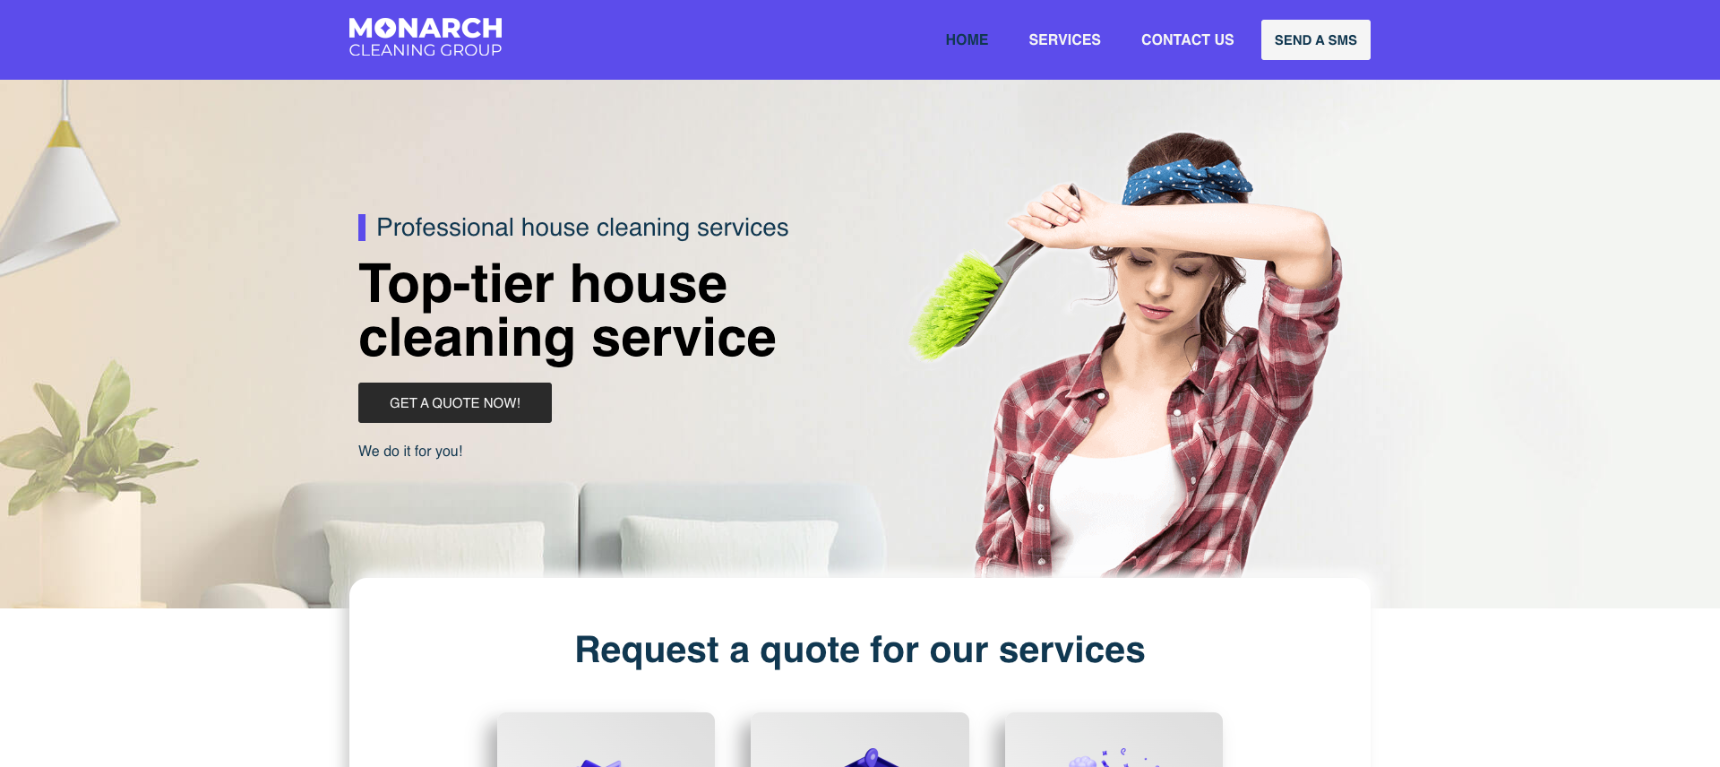 MONARCH
CLEANING GROUP
HOME
SERVICES
CONTACT US
SEND A SMS
Professional house cleaning services
Top-tier house
cleaning service
GET A QUOTE NOW!
We do it for you!
Request a quote for our services